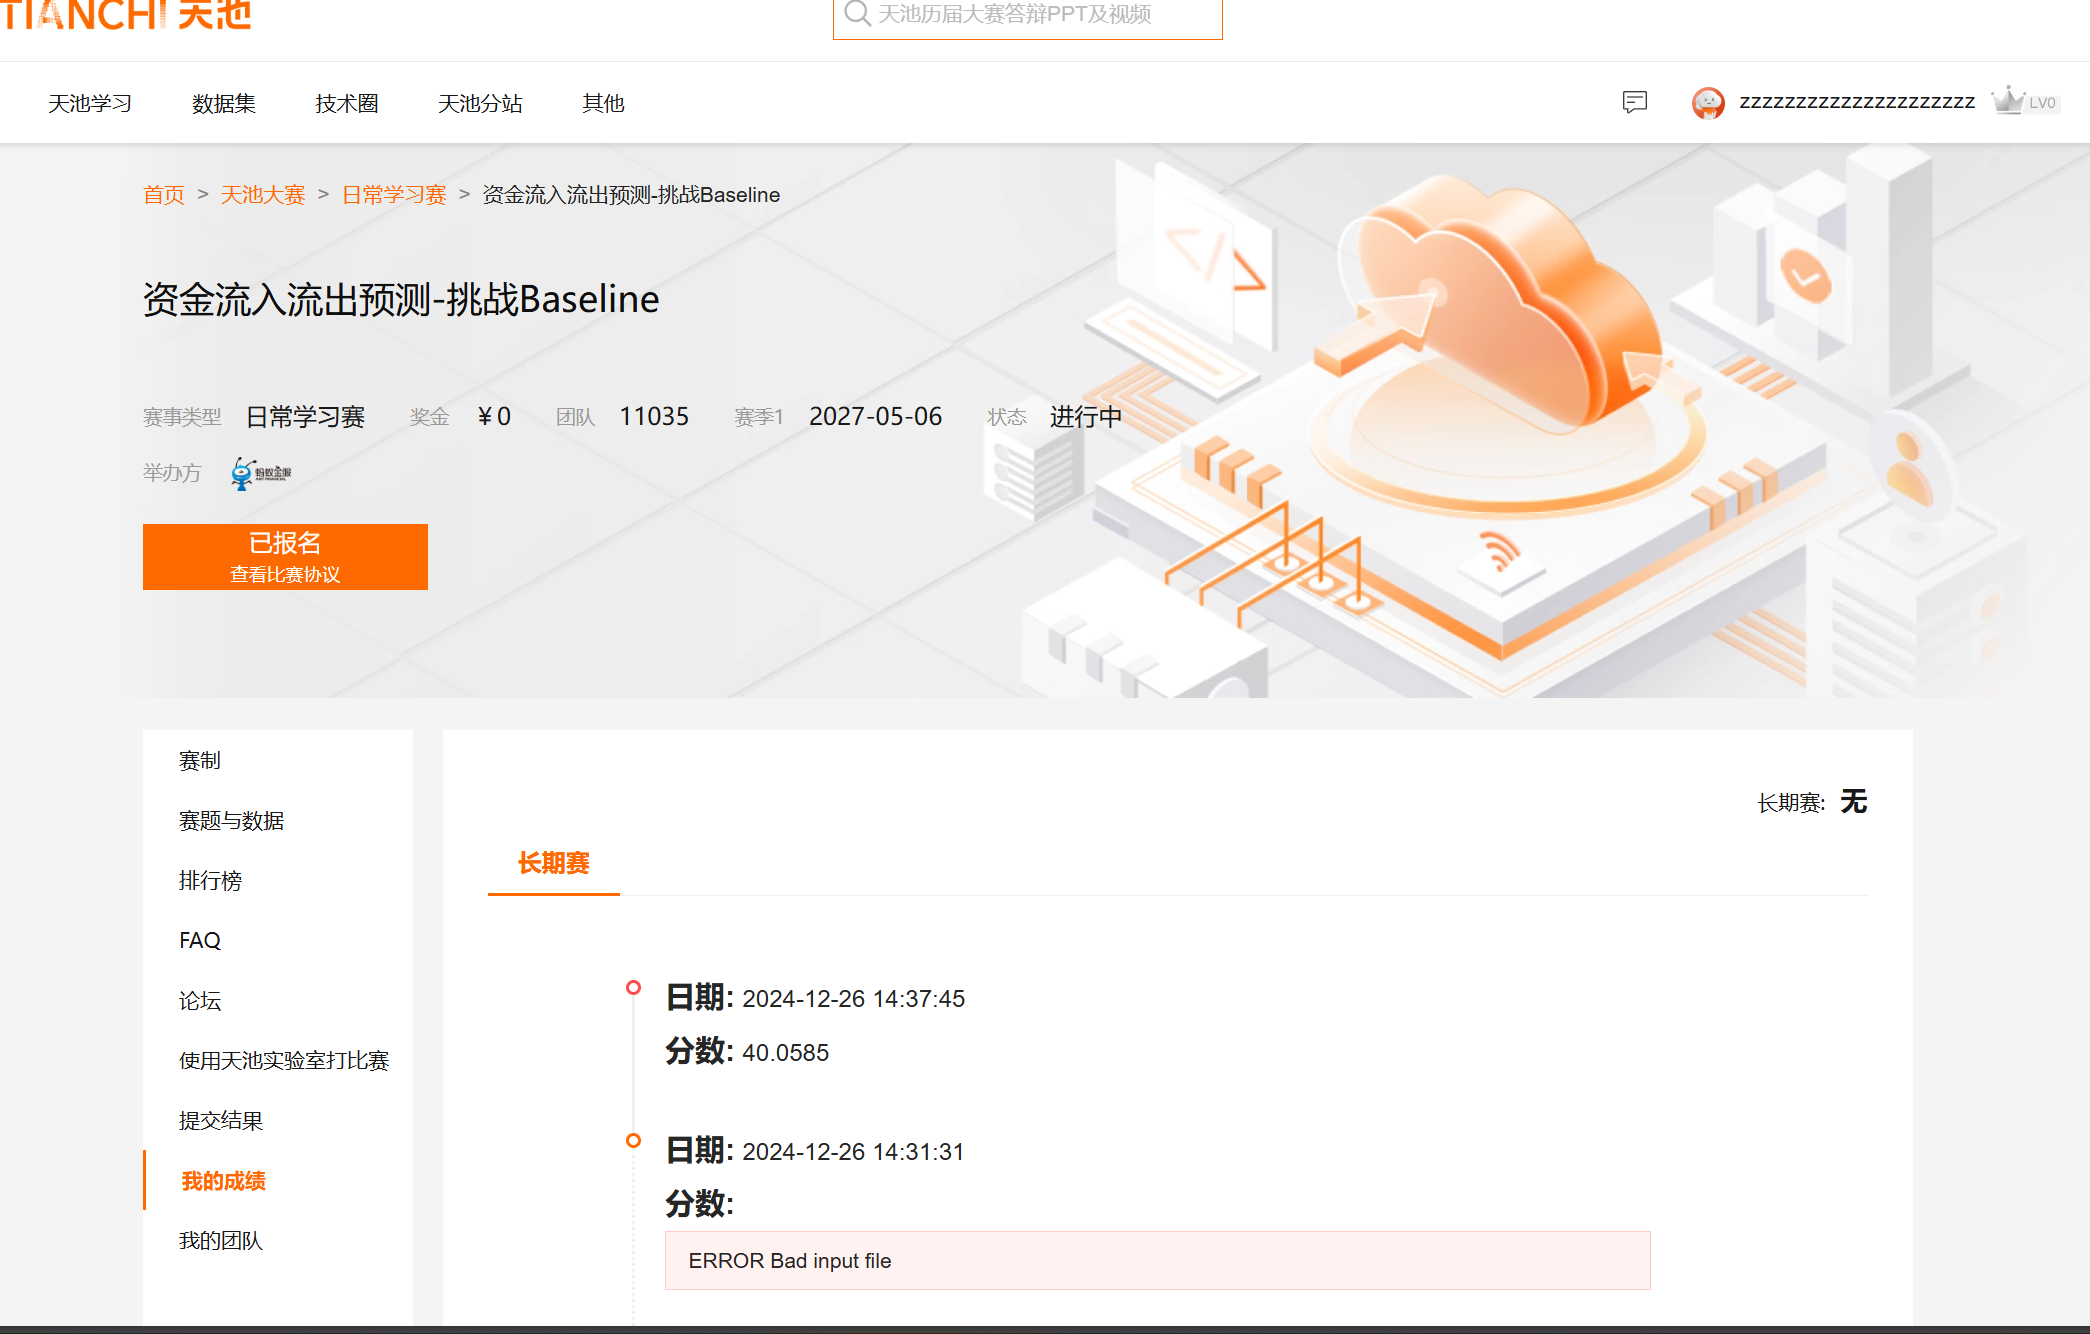 TIANCHI 天池
天池历届大赛答辩PPT及视频
天池学习 数据集 技术圈 天池分站 其他 zzzzzzzzzzzzzzzzzzzzz LV0
首页 > 天池大赛 > 日常学习赛 > 资金流入流出预测-挑战Baseline
资金流入流出预测-挑战Baseline
赛事类型 日常学习赛 奖金 ¥0 团队 11035 赛季1 2027-05-06 状态 进行中
举办方 蚂蚁金服
ANT FINANCIAL
已报名
查看比赛协议
赛制
赛题与数据
排行榜
FAQ
论坛
使用天池实验室打比赛
提交结果
我的成绩
我的团队
长期赛: 无
长期赛
日期: 2024-12-26 14:37:45
分数: 40.0585
日期: 2024-12-26 14:31:31
分数:
ERROR Bad input file